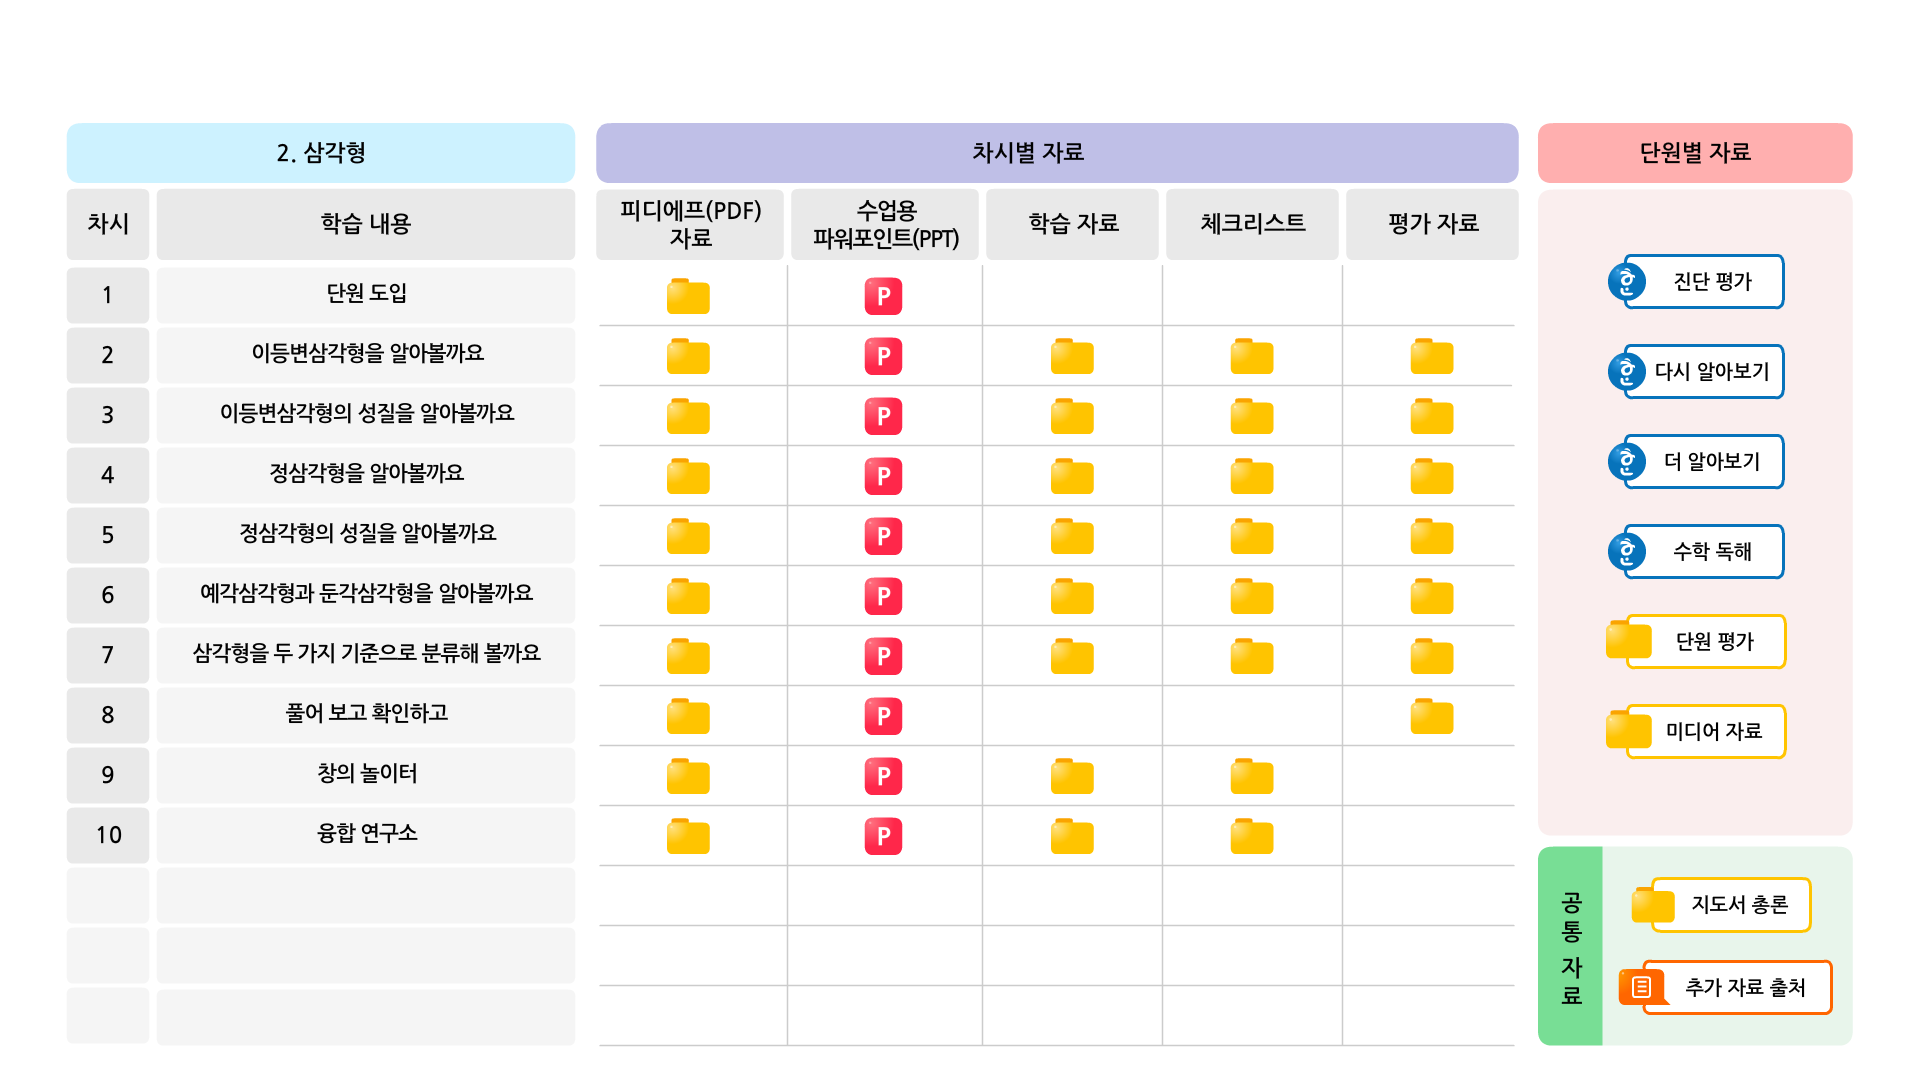 2. 삼각형
차시별 자료
단원별 자료
차시
학습 내용
피디에프(PDF)
자료
수업용
파워포인트(PPT)
학습 자료
체크리스트
평가 자료
1
단원 도입
P
2
이등변삼각형을 알아볼까요
P
3
이등변삼각형의 성질을 알아볼까요
P
4
정삼각형을 알아볼까요
P
5
정삼각형의 성질을 알아볼까요
P
6
예각삼각형과 둔각삼각형을 알아볼까요
P
7
삼각형을 두 가지 기준으로 분류해 볼까요
P
8
풀어 보고 확인하고
P
9
창의 놀이터
P
10
융합 연구소
P
한
진단 평가
한
다시 알아보기
한
더 알아보기
한
수학 독해
단원 평가
미디어 자료
공통 자료
지도서 총론
추가 자료 출처